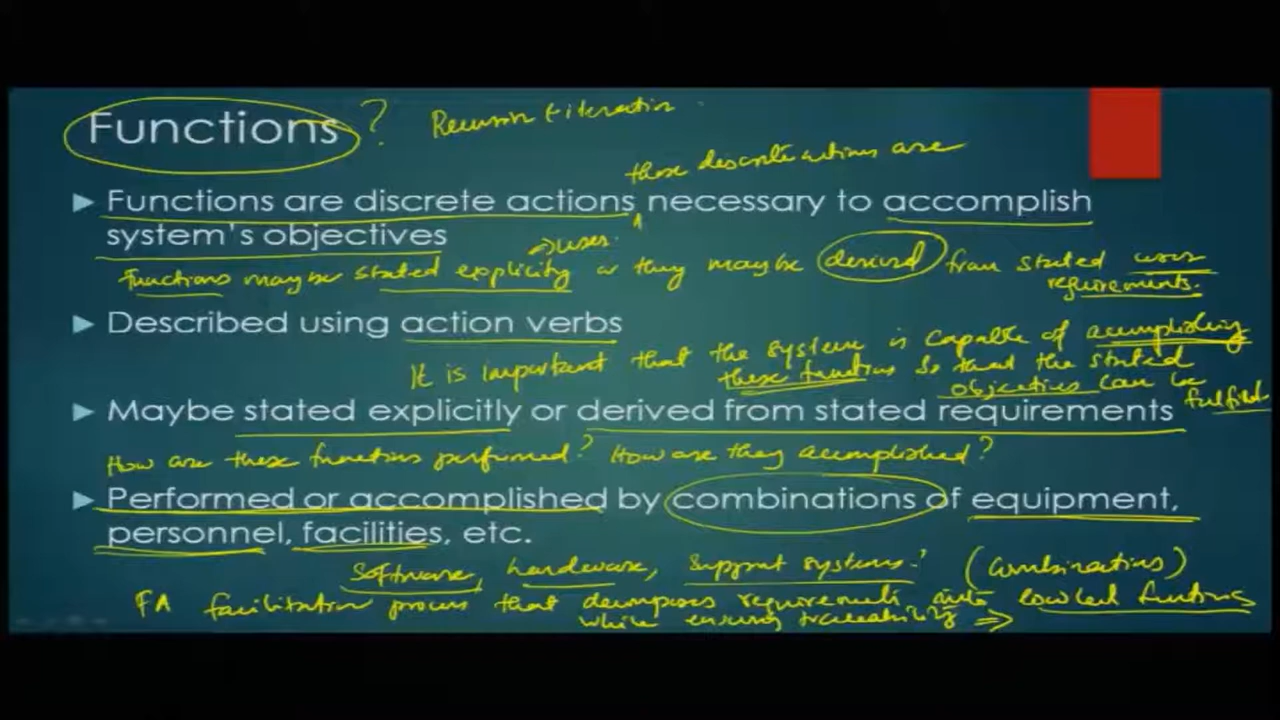 Functions ? Recursion & iteration
these discrete actions are
► Functions are discrete actions necessary to accomplish
system's objectives
→ user.
Functions may be stated explicitly or they may be derived from stated user
requirements.
► Described using action verbs
It is important that the system is capable of accomplishing
these functions so that the stated
objectives can be
fulfilled
► Maybe stated explicitly or derived from stated requirements
How are these functions performed? How are they accomplished?
► Performed or accomplished by combinations of equipment,
personnel, facilities, etc.
Software, hardware, support systems. (Combinations)
FA facilitation process that decomposes requirements into low level functions
while ensuring traceability ⇒